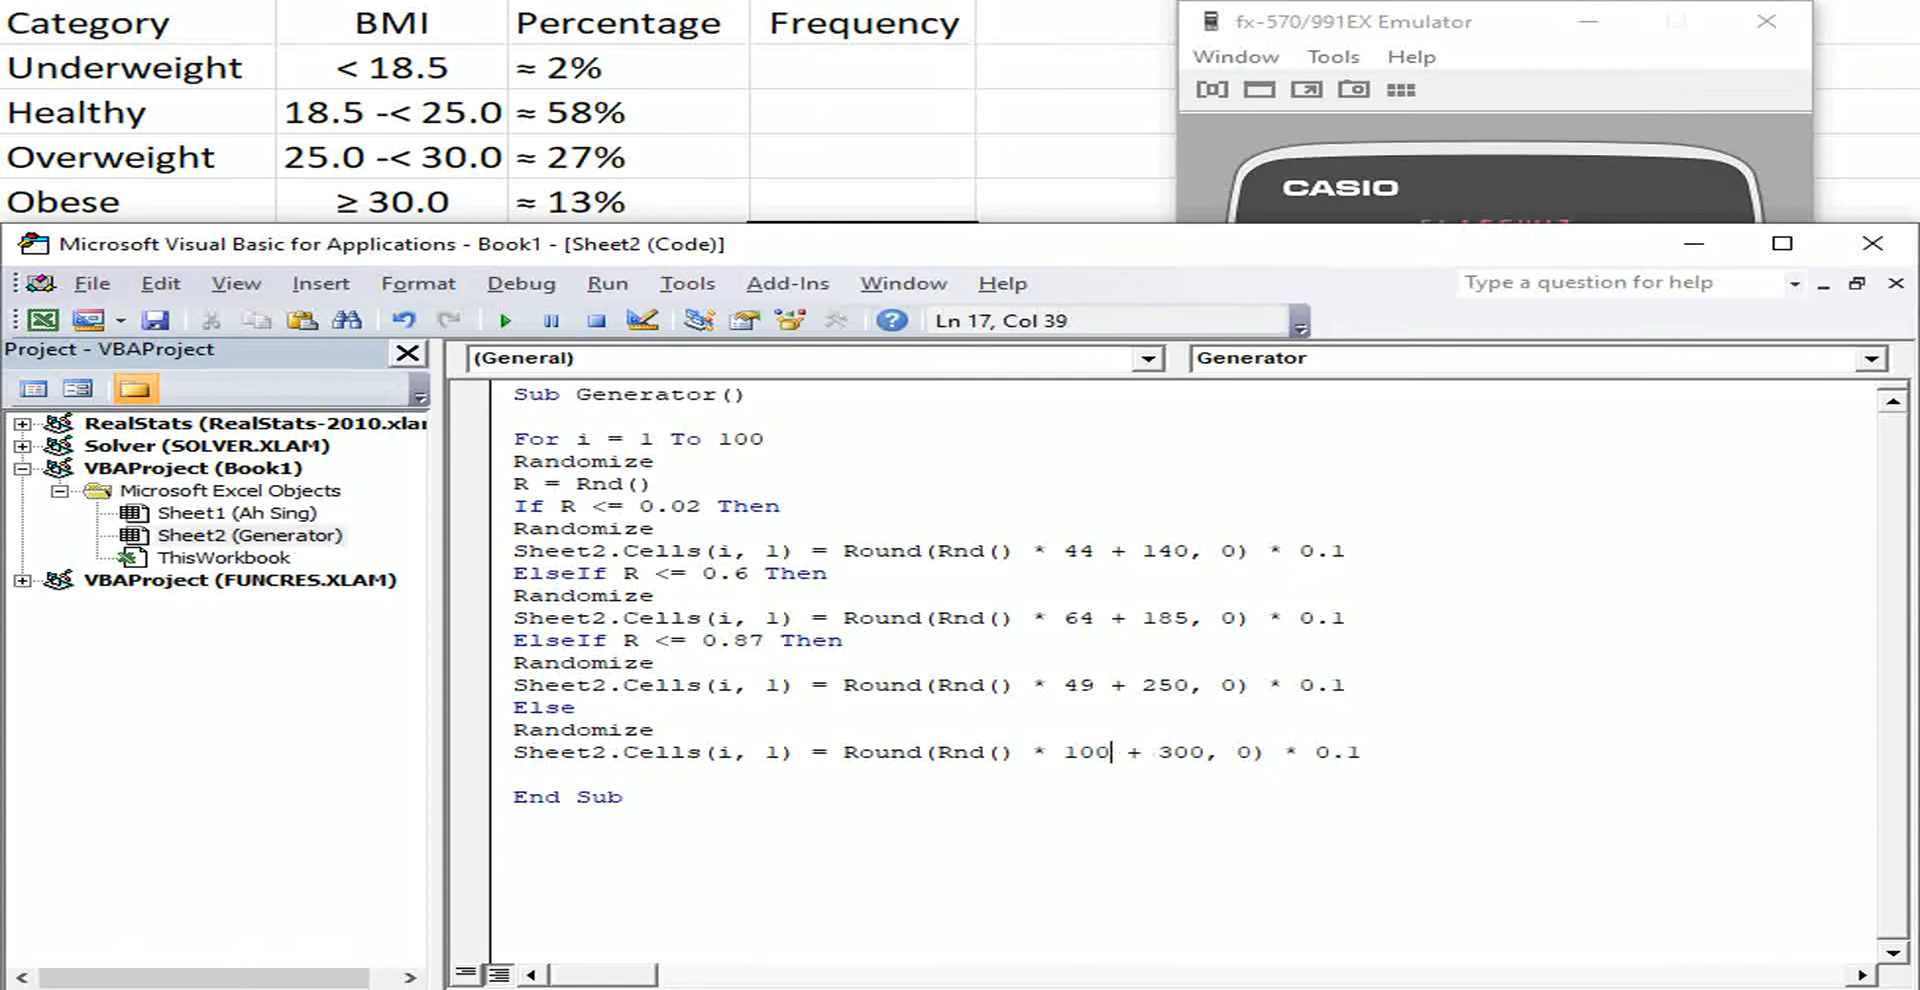 Category BMI Percentage Frequency
Underweight < 18.5 ≈ 2%
Healthy 18.5 -< 25.0 ≈ 58%
Overweight 25.0 -< 30.0 ≈ 27%
Obese ≥ 30.0 ≈ 13%
fx-570/991EX Emulator
Window Tools Help
CASIO
Microsoft Visual Basic for Applications - Book1 - [Sheet2 (Code)]
File Edit View Insert Format Debug Run Tools Add-Ins Window Help
Type a question for help
Ln 17, Col 39
Project - VBAProject
RealStats (RealStats-2010.xlar
Solver (SOLVER.XLAM)
VBAProject (Book1)
Microsoft Excel Objects
Sheet1 (Ah Sing)
Sheet2 (Generator)
ThisWorkbook
VBAProject (FUNCRES.XLAM)
(General)
Generator
Sub Generator()
For i = 1 To 100
Randomize
R = Rnd()
If R <= 0.02 Then
Randomize
Sheet2.Cells(i, 1) = Round(Rnd() * 44 + 140, 0) * 0.1
ElseIf R <= 0.6 Then
Randomize
Sheet2.Cells(i, 1) = Round(Rnd() * 64 + 185, 0) * 0.1
ElseIf R <= 0.87 Then
Randomize
Sheet2.Cells(i, 1) = Round(Rnd() * 49 + 250, 0) * 0.1
Else
Randomize
Sheet2.Cells(i, 1) = Round(Rnd() * 100 + 300, 0) * 0.1
End Sub